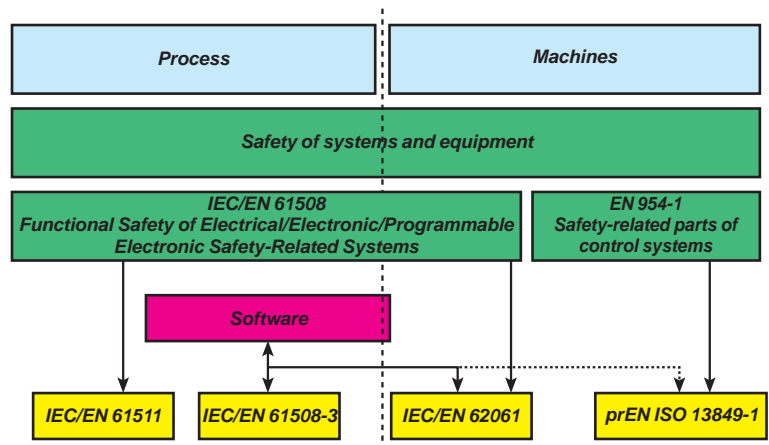 Process
Machines
Safety of systems and equipment
IEC/EN 61508
Functional Safety of Electrical/Electronic/Programmable
Electronic Safety-Related Systems
EN 954-1
Safety-related parts of
control systems
Software
IEC/EN 61511
IEC/EN 61508-3
IEC/EN 62061
prEN ISO 13849-1